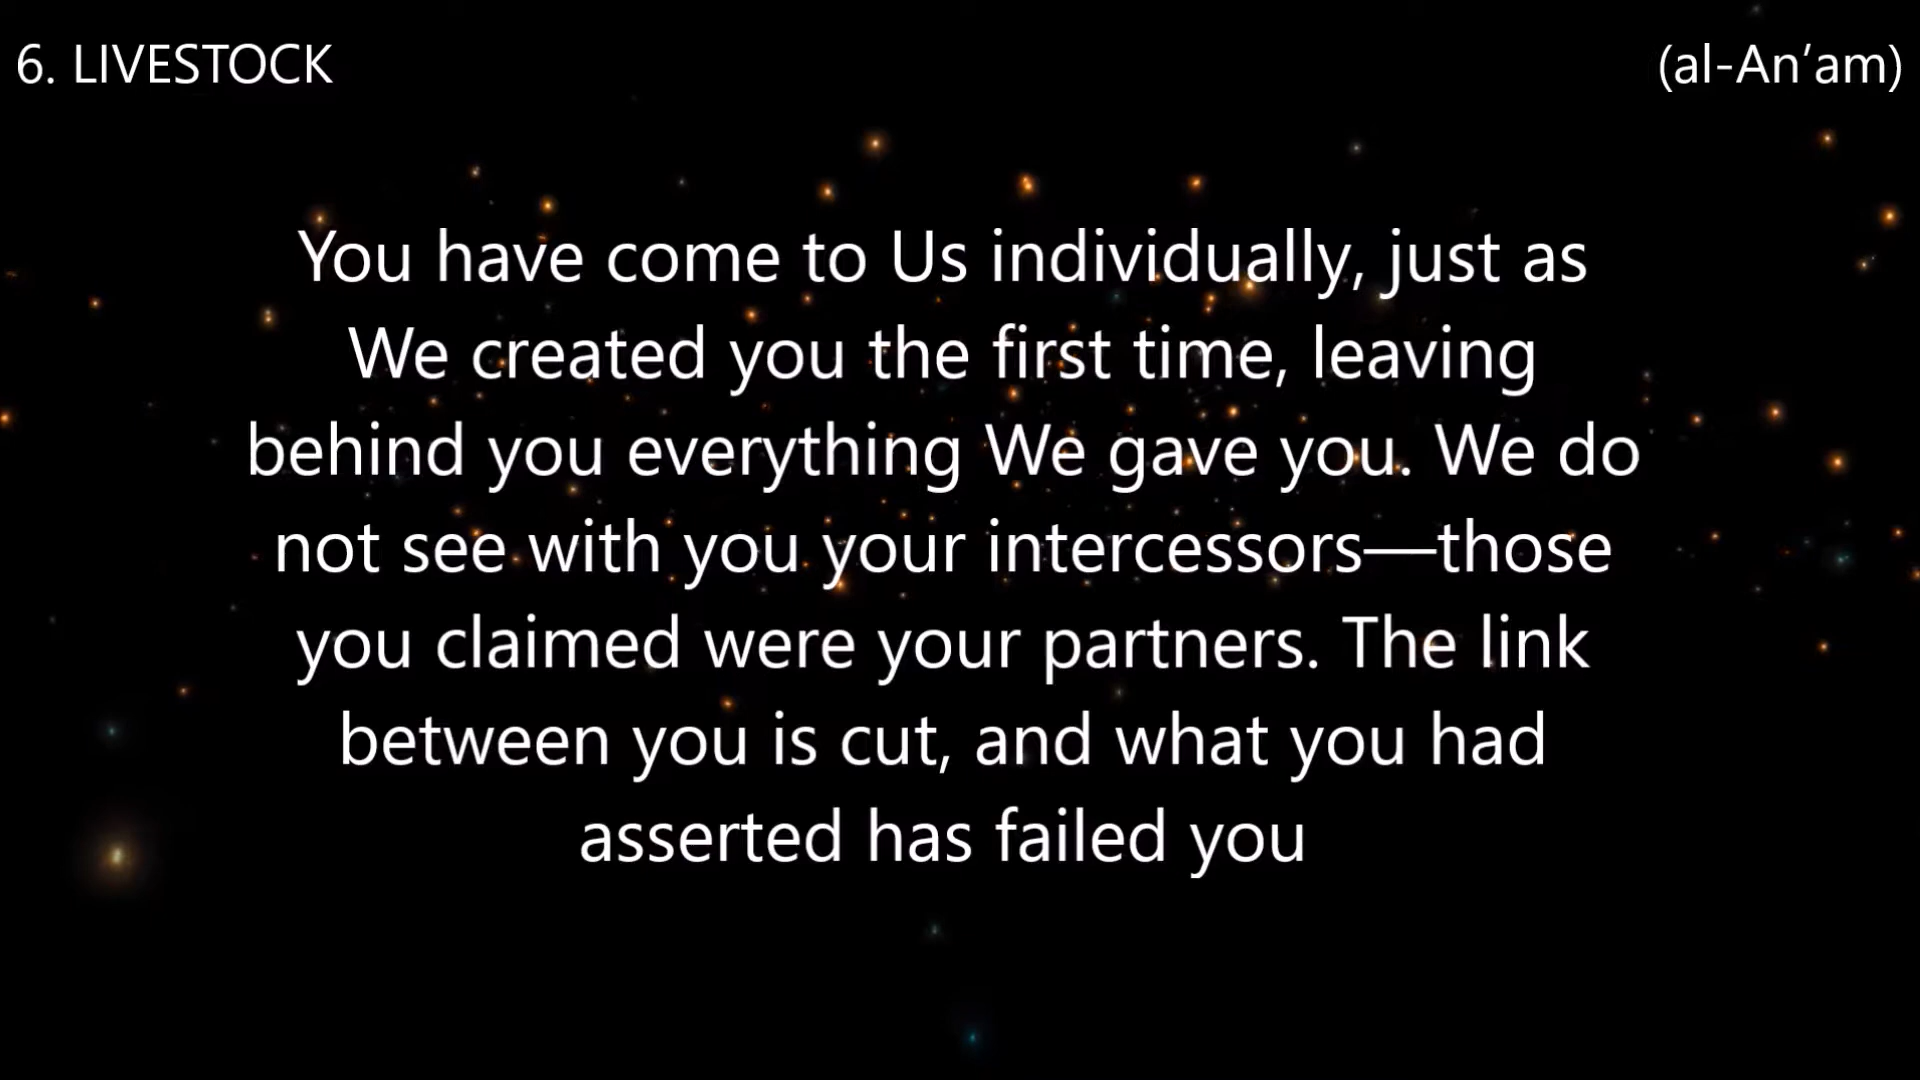 6. LIVESTOCK
(al-An’am)
You have come to Us individually, just as
We created you the first time, leaving
behind you everything We gave you. We do
not see with you your intercessors—those
you claimed were your partners. The link
between you is cut, and what you had
asserted has failed you